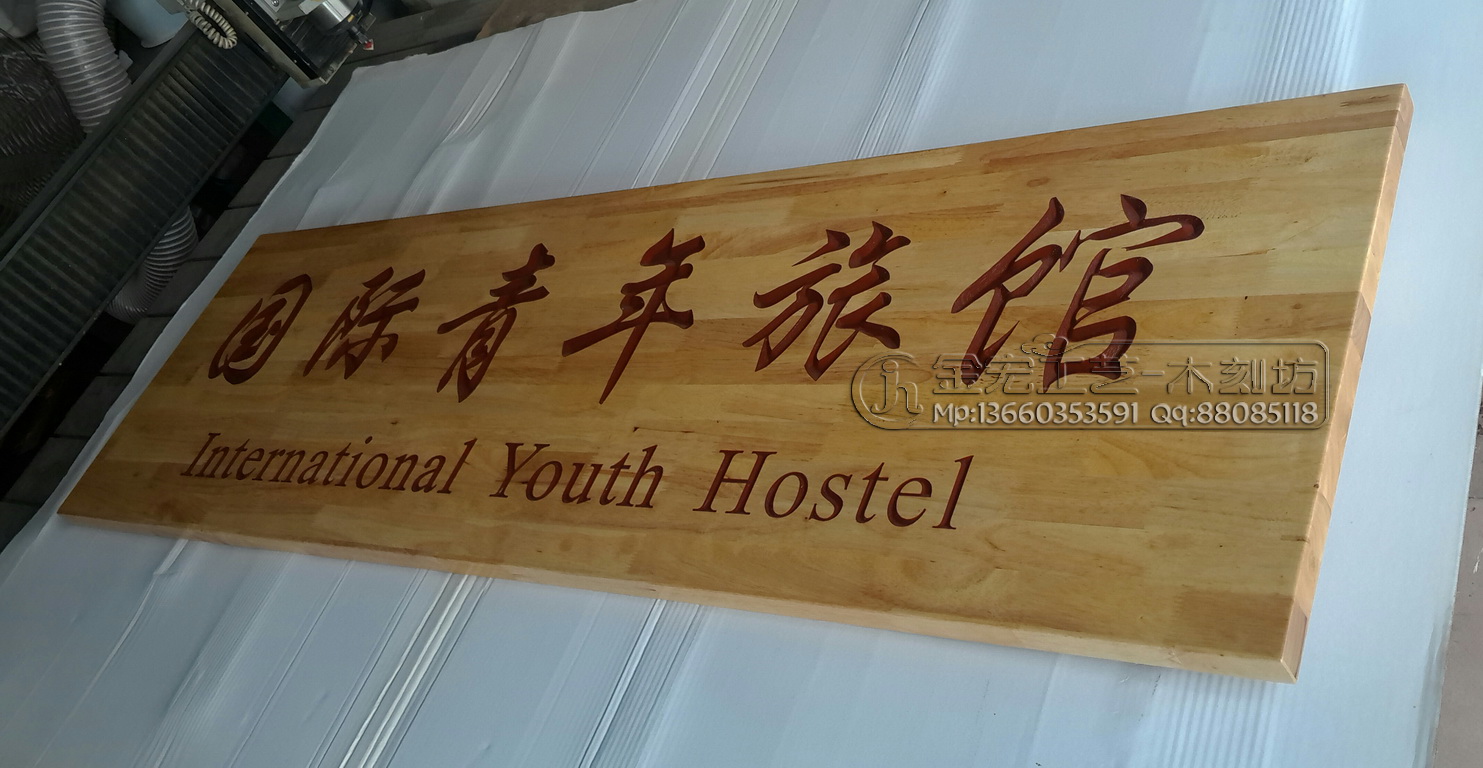 国际青年旅馆
International Youth Hostel
金宏汇艺-木刻坊
Mp:13660353591 Qq:88085118